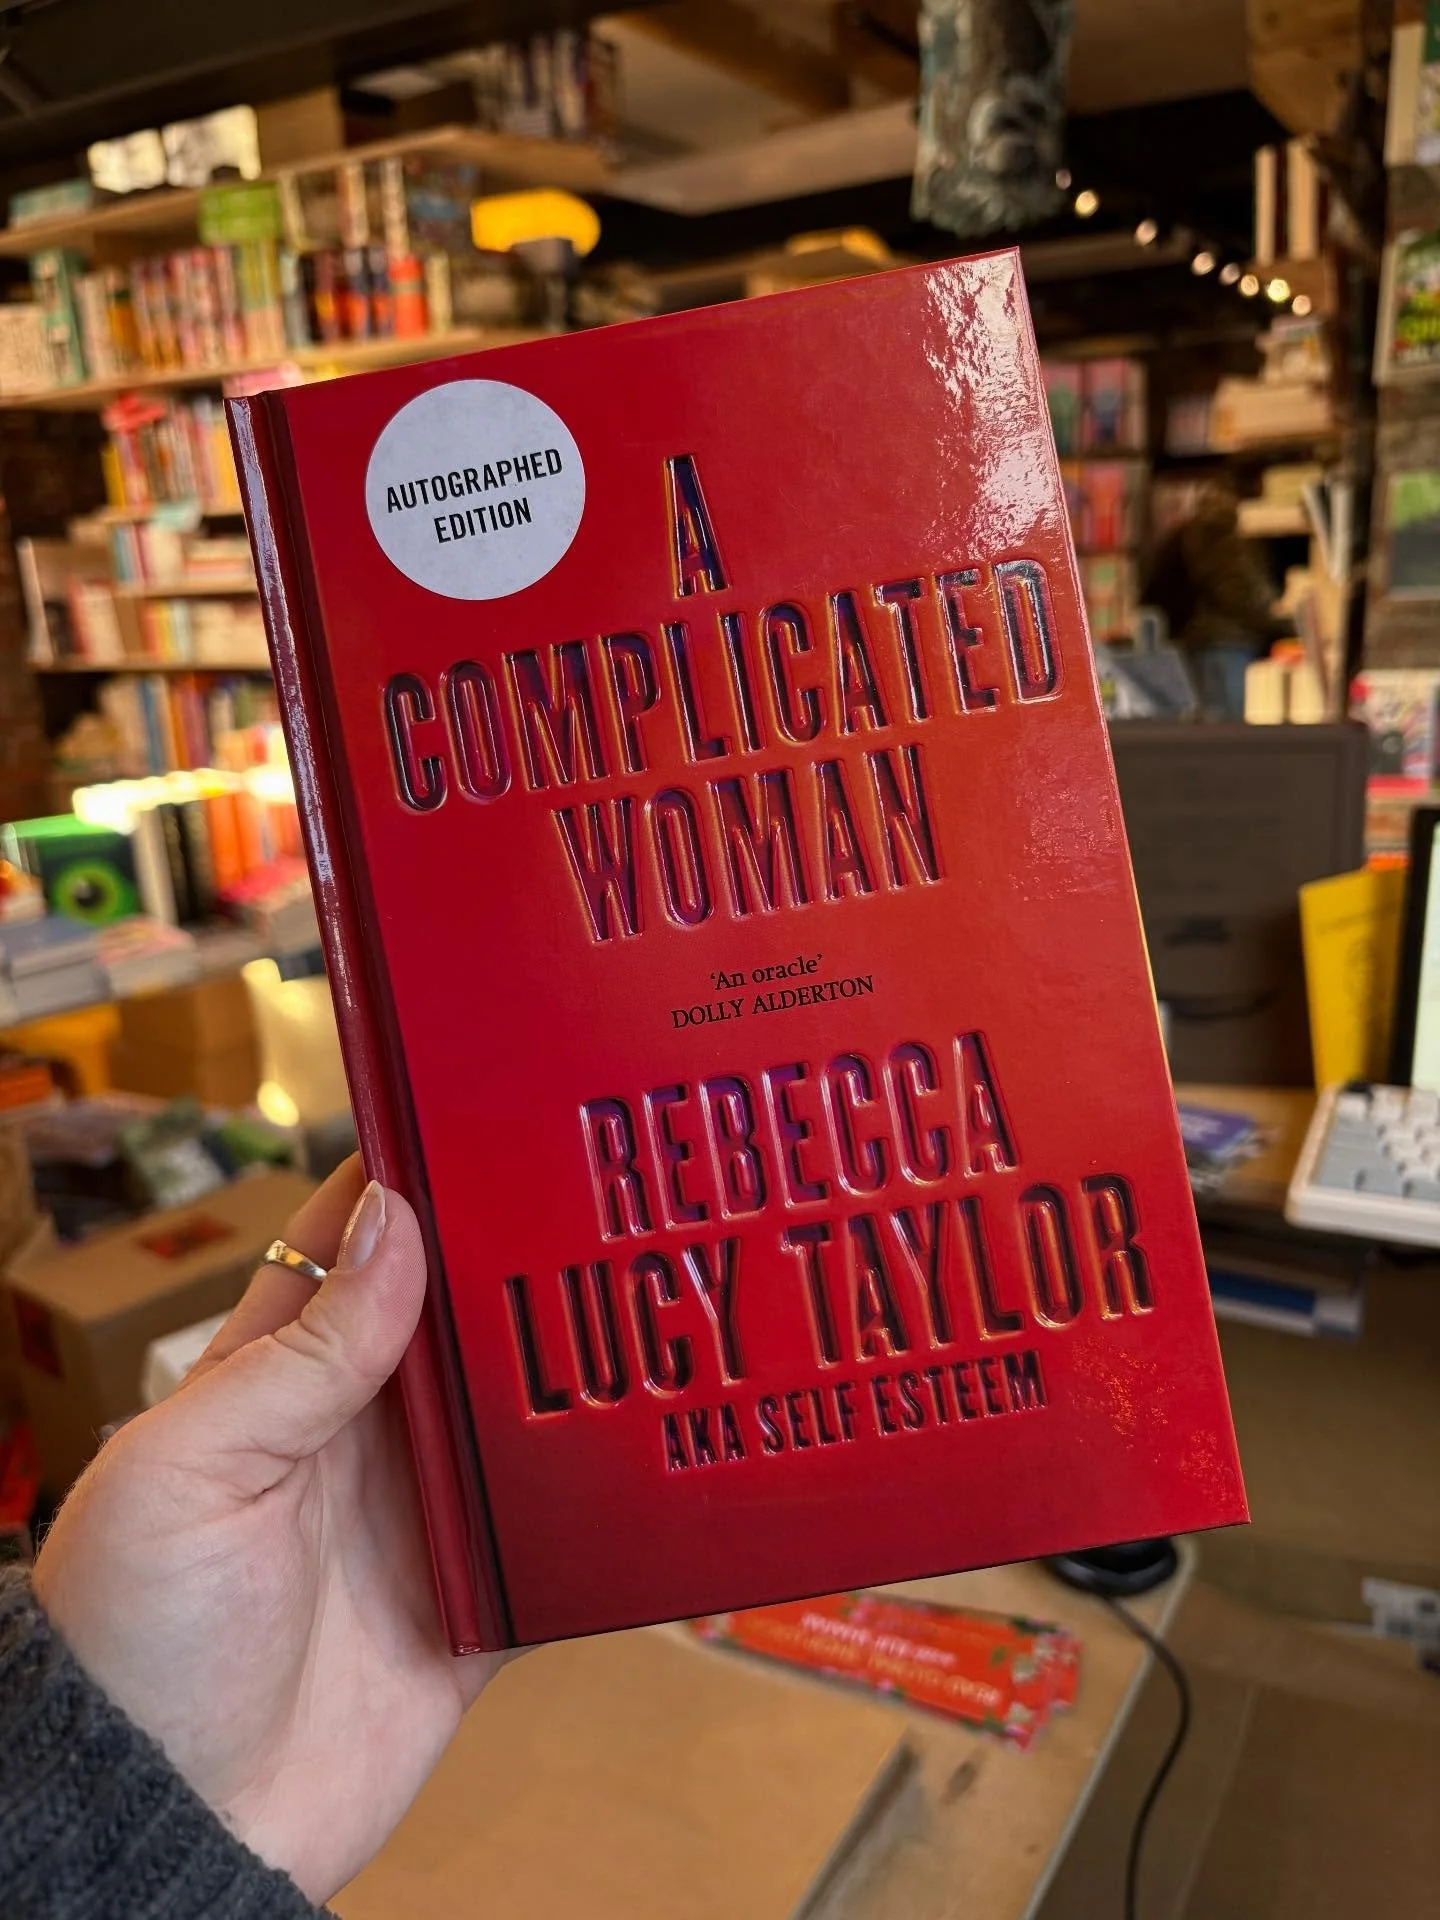 AUTOGRAPHED
EDITION
A
COMPLICATED
WOMAN
‘An oracle’
DOLLY ALDERTON
REBECCA
LUCY TAYLOR
AKA SELF ESTEEM